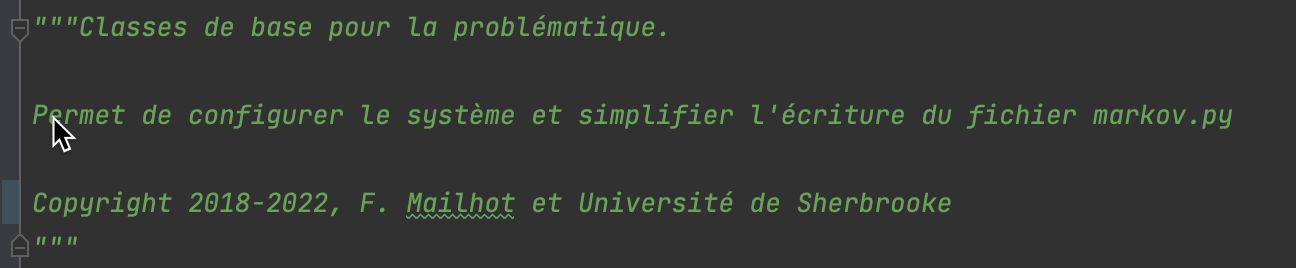 """Classes de base pour la problématique.
Permet de configurer le système et simplifier l'écriture du fichier markov.py
Copyright 2018-2022, F. Mailhot et Université de Sherbrooke
"""